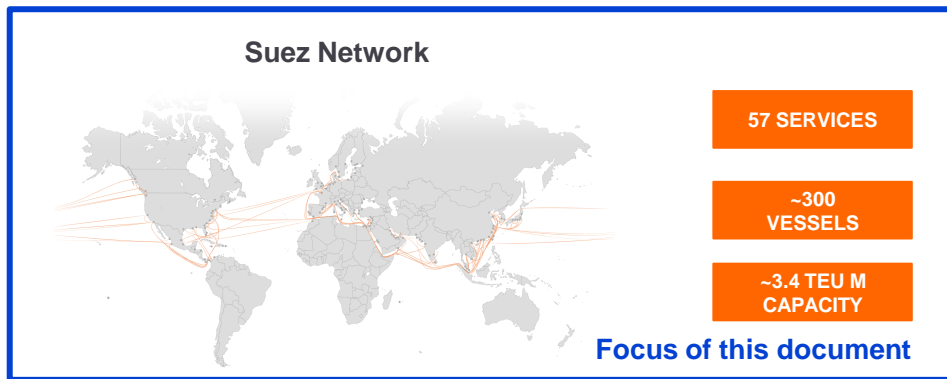 Suez Network
57 SERVICES
~300
VESSELS
~3.4 TEU M
CAPACITY
Focus of this document